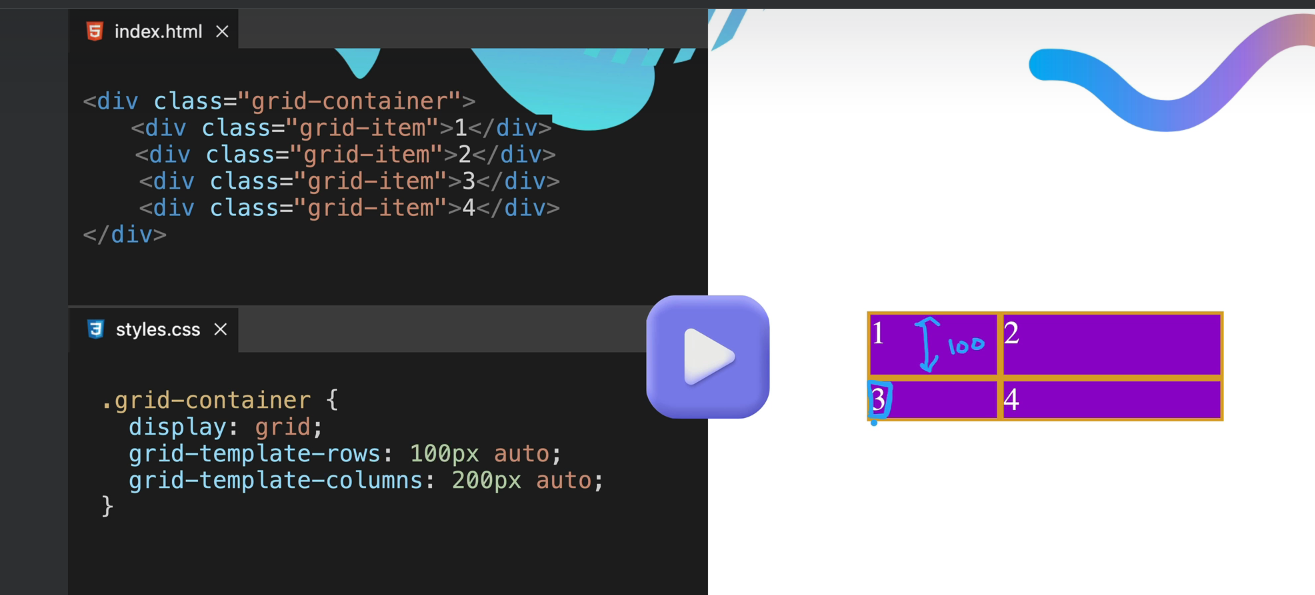 index.html ×
<div class="grid-container">
<div class="grid-item">1</div>
<div class="grid-item">2</div>
<div class="grid-item">3</div>
<div class="grid-item">4</div>
</div>
styles.css ×
.grid-container {
display: grid;
grid-template-rows: 100px auto;
grid-template-columns: 200px auto;
}
1 100 2
3 4